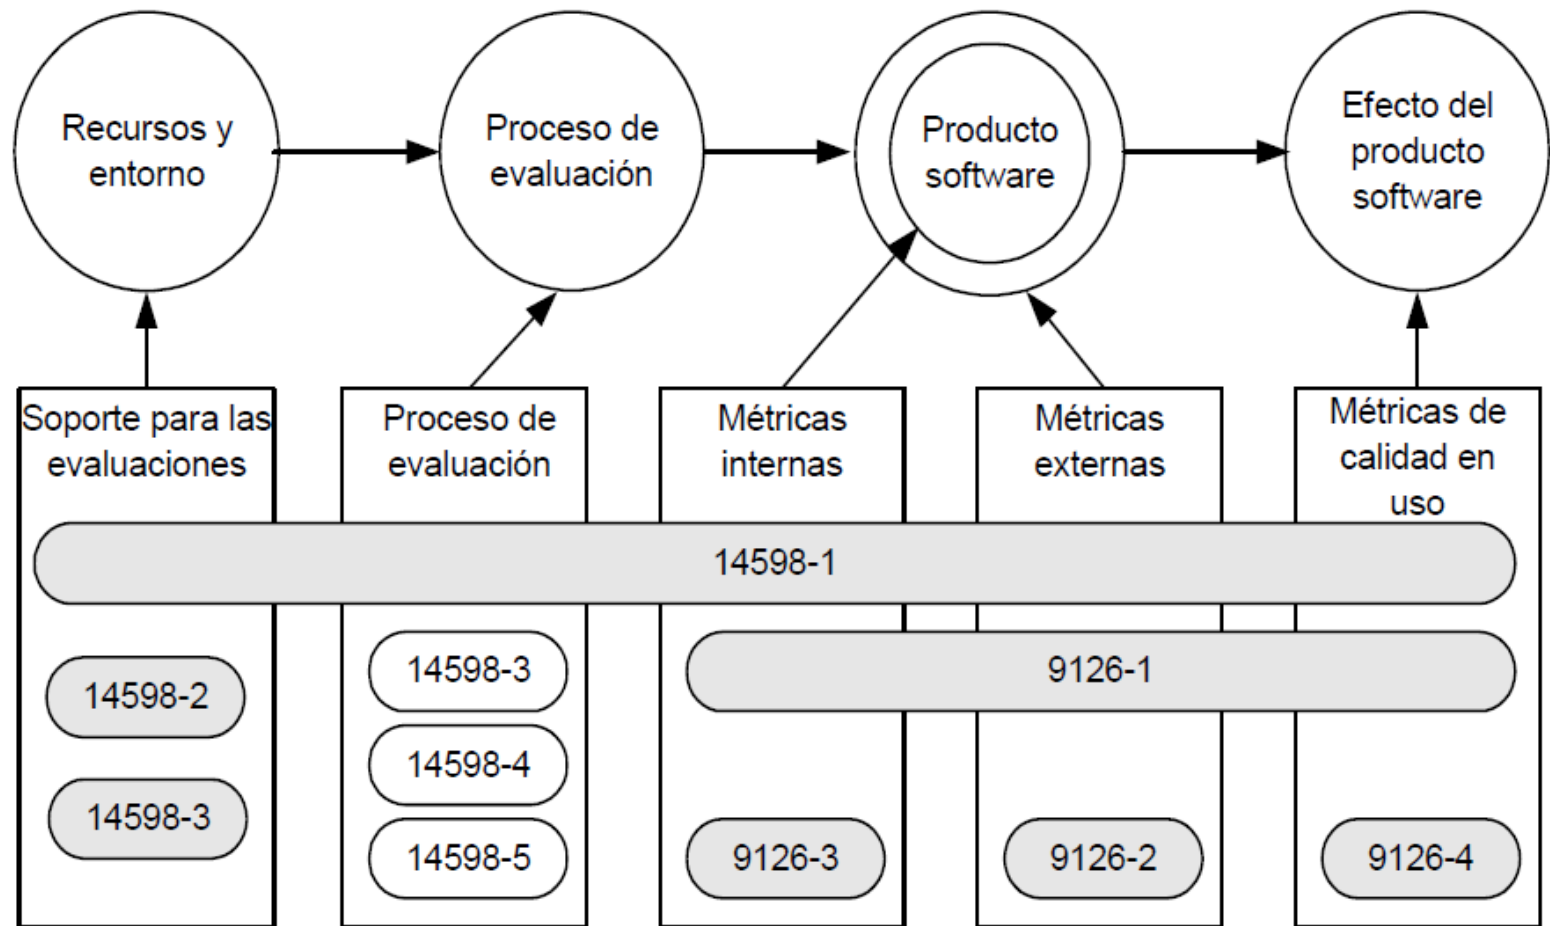 Recursos y
entorno
Proceso de
evaluación
Producto
software
Efecto del
producto
software
Soporte para las
evaluaciones
Proceso de
evaluación
Métricas
internas
Métricas
externas
Métricas de
calidad en
uso
14598-1
14598-2
14598-3
14598-3
14598-4
14598-5
9126-1
9126-3
9126-2
9126-4